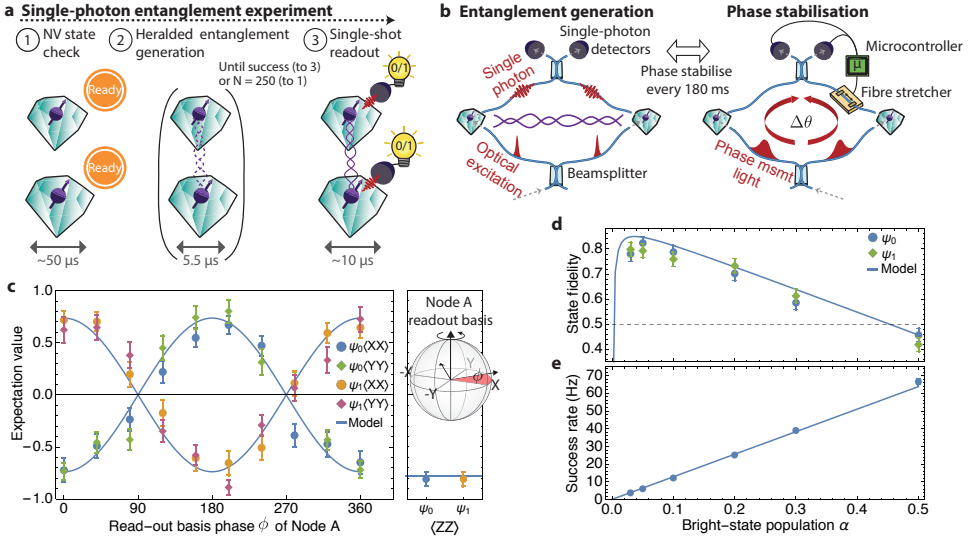 a Single-photon entanglement experiment
1 NV state check
2 Heralded entanglement generation
3 Single-shot readout
Until success (to 3)
or N = 250 (to 1)
Ready
Ready
0/1
0/1
~50 μs
5.5 μs
~10 μs
b Entanglement generation
Phase stabilisation
Single-photon
detectors
Single
photon
Optical
excitation
Beamsplitter
Phase stabilise
every 180 ms
Microcontroller
μ
Fibre stretcher
Δθ
Phase msmt
light
c
Expectation value
1.0
0.5
0.0
−0.5
−1.0
0
90
180
270
360
Read-out basis phase ϕ of Node A
ψ0⟨XX⟩
ψ0⟨YY⟩
ψ1⟨XX⟩
ψ1⟨YY⟩
Model
Node A
readout basis
-X
Y
ϕ
X
-Y
ψ0
ψ1
⟨ZZ⟩
d
State fidelity
0.8
0.7
0.6
0.5
0.4
ψ0
ψ1
Model
e
Success rate (Hz)
70
60
50
40
30
20
10
0
0.0
0.1
0.2
0.3
0.4
0.5
Bright-state population α